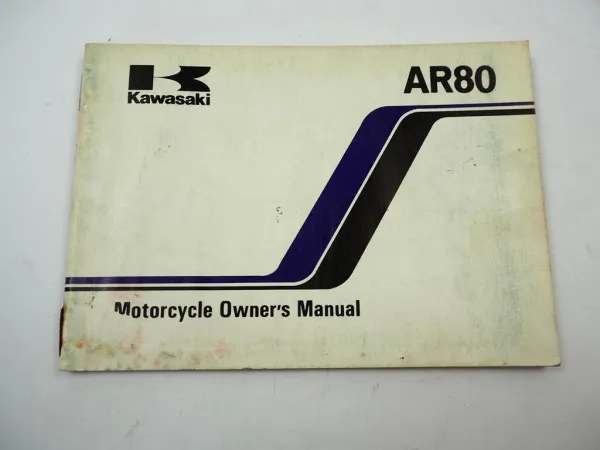 AR80
Kawasaki
Motorcycle Owner's Manual